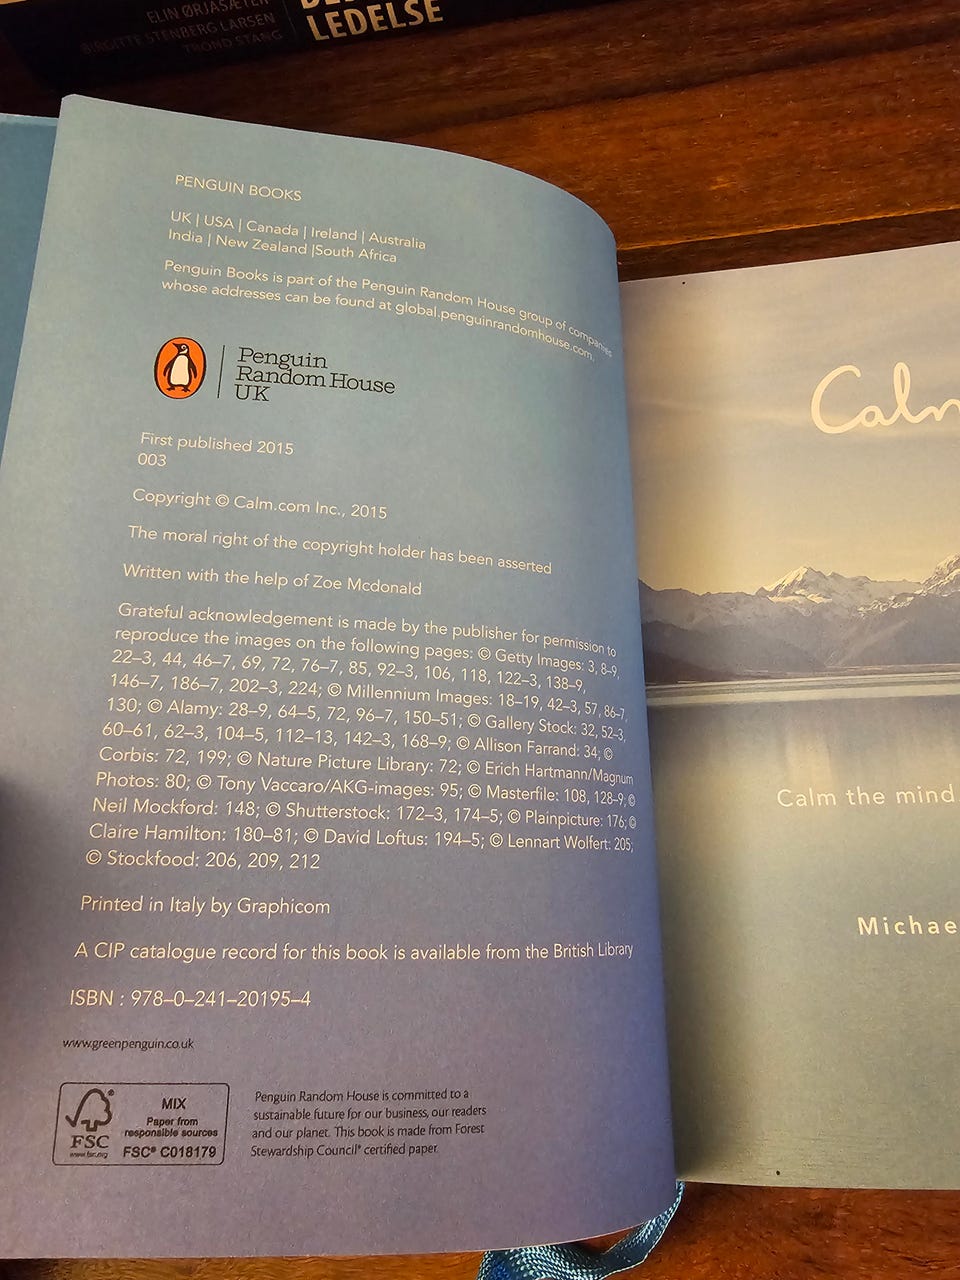 ELIN ØRJASÆTER
BIRGITTE STENBERG LARSEN
TROND STANG
LEDELSE
PENGUIN BOOKS
UK | USA | Canada | Ireland | Australia
India | New Zealand |South Africa
Penguin Books is part of the Penguin Random House group of companies
whose addresses can be found at global.penguinrandomhouse.com.
Penguin
Random House
UK
First published 2015
003
Copyright © Calm.com Inc., 2015
The moral right of the copyright holder has been asserted
Written with the help of Zoe Mcdonald
Grateful acknowledgement is made by the publisher for permission to
reproduce the images on the following pages: © Getty Images: 3, 8–9,
22–3, 44, 46–7, 69, 72, 76–7, 85, 92–3, 106, 118, 122–3, 138–9,
146–7, 186–7, 202–3, 224; © Millennium Images: 18–19, 42–3, 57, 86–7,
130; © Alamy: 28–9, 64–5, 72, 96–7, 150–51; © Gallery Stock: 32, 52–3,
60–61, 62–3, 104–5, 112–13, 142–3, 168–9; © Allison Farrand: 34; ©
Corbis: 72, 199; © Nature Picture Library: 72; © Erich Hartmann/Magnum
Photos: 80; © Tony Vaccaro/AKG-images: 95; © Masterfile: 108, 128–9; ©
Neil Mockford: 148; © Shutterstock: 172–3, 174–5; © Plainpicture: 176; ©
Claire Hamilton: 180–81; © David Loftus: 194–5; © Lennart Wolfert: 205;
© Stockfood: 206, 209, 212
Printed in Italy by Graphicom
A CIP catalogue record for this book is available from the British Library
ISBN : 978–0–241–20195–4
www.greenpenguin.co.uk
FSC
www.fsc.org
MIX
Paper from
responsible sources
FSC® C018179
Penguin Random House is committed to a
sustainable future for our business, our readers
and our planet. This book is made from Forest
Stewardship Council® certified paper.
Calm
Calm the mind.
Michae